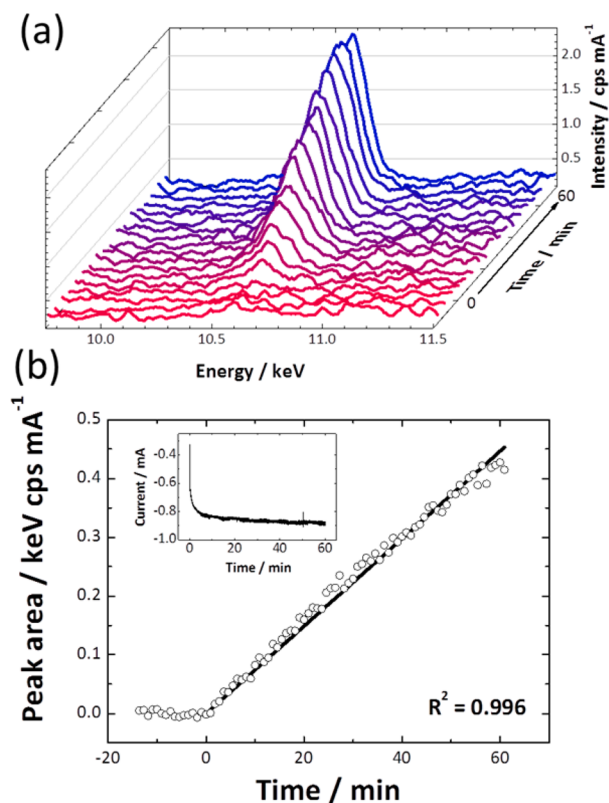 (a)
2.0
1.5
1.0
0.5
Intensity / cps mA⁻¹
60
Time / min
0
10.0 10.5 11.0 11.5
Energy / keV
(b)
0.5
0.4
0.3
0.2
0.1
0.0
Peak area / keV cps mA⁻¹
-0.4
-0.6
-0.8
-1.0
Current / mA
0 20 40 60
Time / min
R² = 0.996
-20 0 20 40 60
Time / min